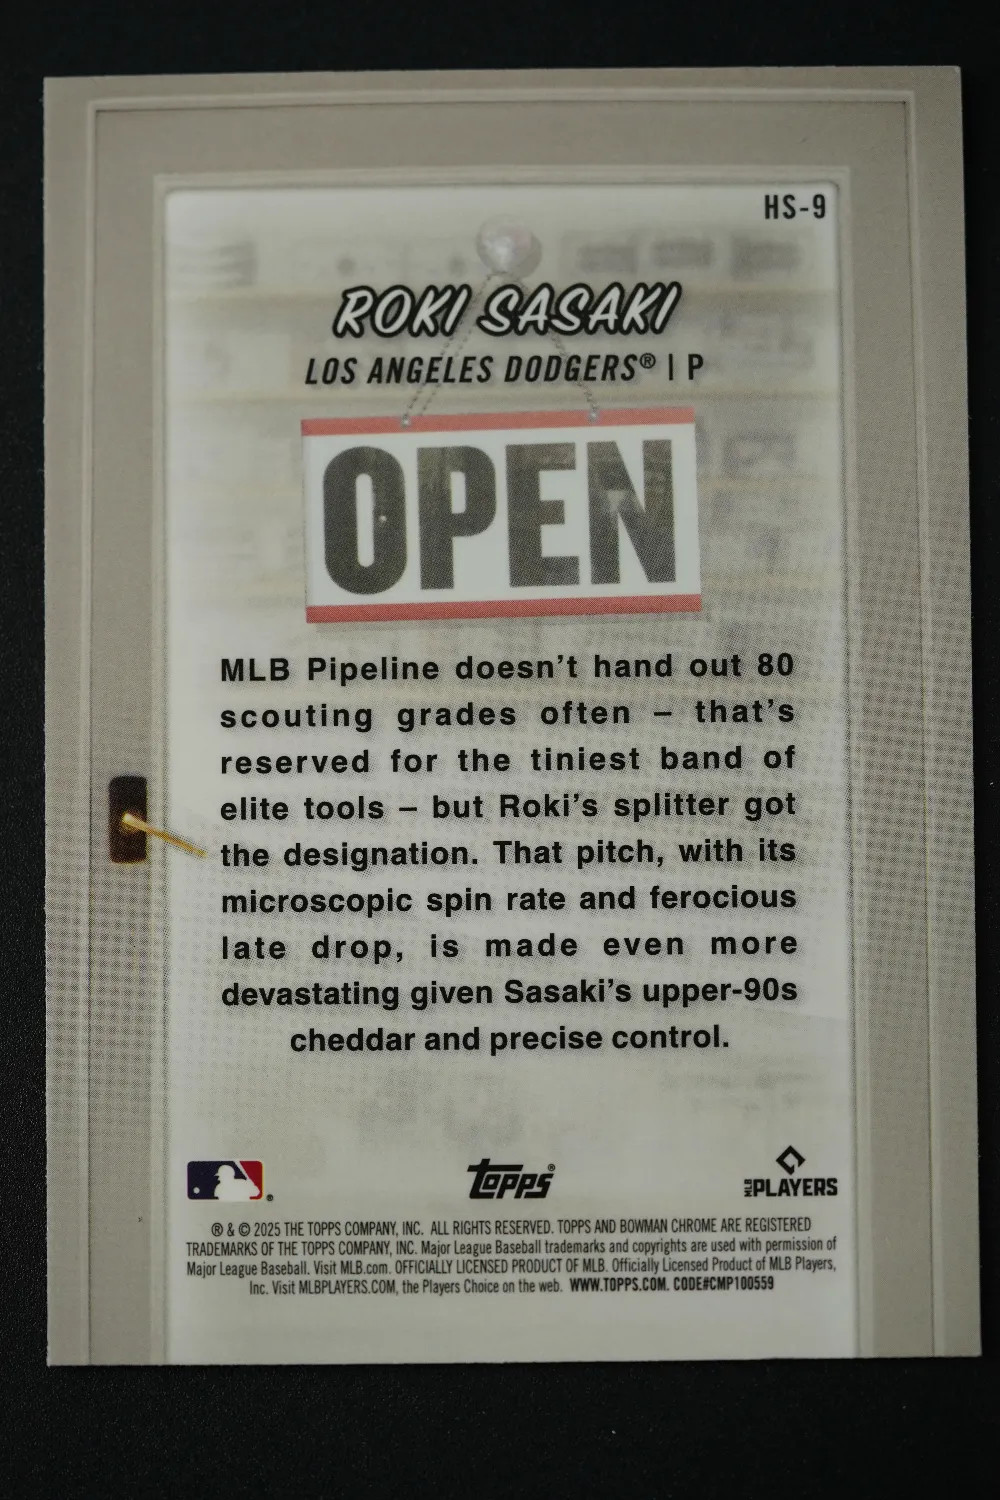 HS-9
ROKI SASAKI
LOS ANGELES DODGERS® | P
OPEN
MLB Pipeline doesn't hand out 80
scouting grades often – that's
reserved for the tiniest band of
elite tools – but Roki's splitter got
the designation. That pitch, with its
microscopic spin rate and ferocious
late drop, is made even more
devastating given Sasaki's upper-90s
cheddar and precise control.
®
topps®
MLB PLAYERS
® & © 2025 THE TOPPS COMPANY, INC. ALL RIGHTS RESERVED. TOPPS AND BOWMAN CHROME ARE REGISTERED
TRADEMARKS OF THE TOPPS COMPANY, INC. Major League Baseball trademarks and copyrights are used with permission of
Major League Baseball. Visit MLB.com. OFFICIALLY LICENSED PRODUCT OF MLB. Officially Licensed Product of MLB Players,
Inc. Visit MLBPLAYERS.COM, the Players Choice on the web. WWW.TOPPS.COM. CODE#CMP100559